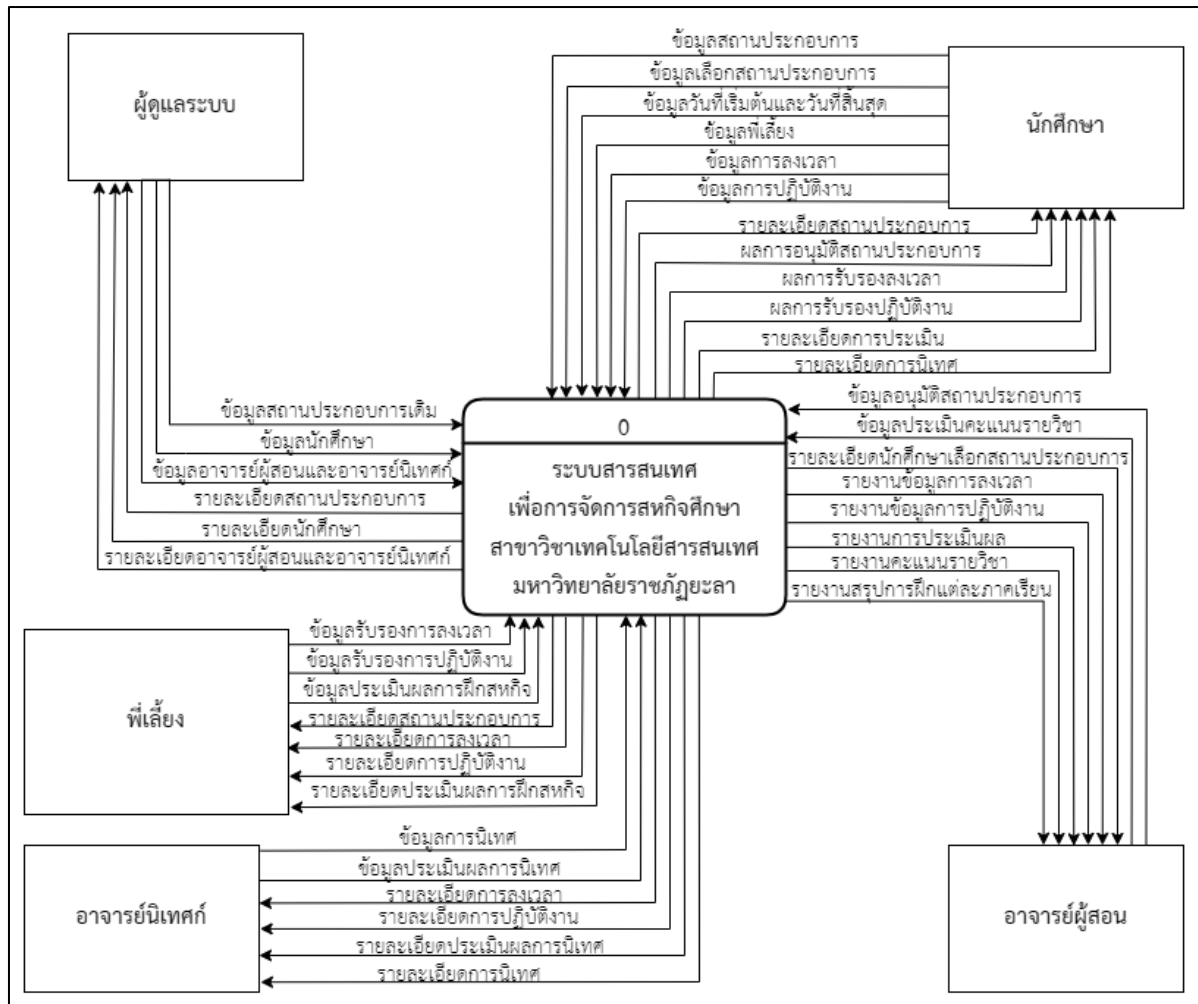 ผู้ดูแลระบบ
นักศึกษา
ข้อมูลสถานประกอบการ
ข้อมูลเลือกสถานประกอบการ
ข้อมูลวันที่เริ่มต้นและวันที่สิ้นสุด
ข้อมูลพี่เลี้ยง
ข้อมูลการลงเวลา
ข้อมูลการปฏิบัติงาน
รายละเอียดสถานประกอบการ
ผลการอนุมัติสถานประกอบการ
ผลการรับรองลงเวลา
ผลการรับรองปฏิบัติงาน
รายละเอียดการประเมิน
รายละเอียดการนิเทศ
ข้อมูลสถานประกอบการเดิม
ข้อมูลนักศึกษา
ข้อมูลอาจารย์ผู้สอนและอาจารย์นิเทศก์
รายละเอียดสถานประกอบการ
รายละเอียดนักศึกษา
รายละเอียดอาจารย์ผู้สอนและอาจารย์นิเทศก์
0
ระบบสารสนเทศ
เพื่อการจัดการสหกิจศึกษา
สาขาวิชาเทคโนโลยีสารสนเทศ
มหาวิทยาลัยราชภัฏยะลา
ข้อมูลอนุมัติสถานประกอบการ
ข้อมูลประเมินคะแนนรายวิชา
รายละเอียดนักศึกษาเลือกสถานประกอบการ
รายงานข้อมูลการลงเวลา
รายงานข้อมูลการปฏิบัติงาน
รายงานการประเมินผล
รายงานคะแนนรายวิชา
รายงานสรุปการฝึกแต่ละภาคเรียน
พี่เลี้ยง
ข้อมูลรับรองการลงเวลา
ข้อมูลรับรองการปฏิบัติงาน
ข้อมูลประเมินผลการฝึกสหกิจ
รายละเอียดสถานประกอบการ
รายละเอียดการลงเวลา
รายละเอียดการปฏิบัติงาน
รายละเอียดประเมินผลการฝึกสหกิจ
อาจารย์นิเทศก์
ข้อมูลการนิเทศ
ข้อมูลประเมินผลการนิเทศ
รายละเอียดการลงเวลา
รายละเอียดการปฏิบัติงาน
รายละเอียดประเมินผลการนิเทศ
รายละเอียดการนิเทศ
อาจารย์ผู้สอน